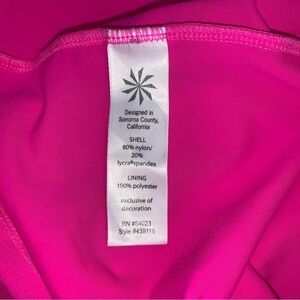 Designed in
Sonoma County,
California
SHELL
80% nylon/
20%
lycra®spandex
LINING
100% polyester
exclusive of
decoration
RN #54023
Style #439116